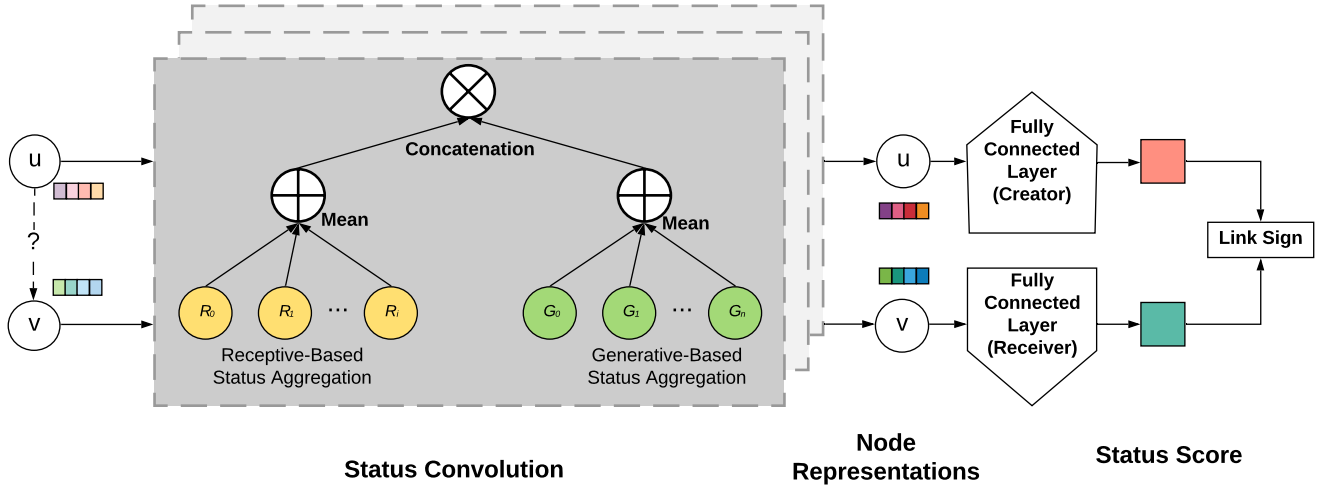 u
?
v
Concatenation
Mean
Mean
R0 R1 ... Ri
G0 G1 ... Gn
Receptive-Based
Status Aggregation
Generative-Based
Status Aggregation
Status Convolution
u
v
Node
Representations
Fully
Connected
Layer
(Creator)
Fully
Connected
Layer
(Receiver)
Link Sign
Status Score